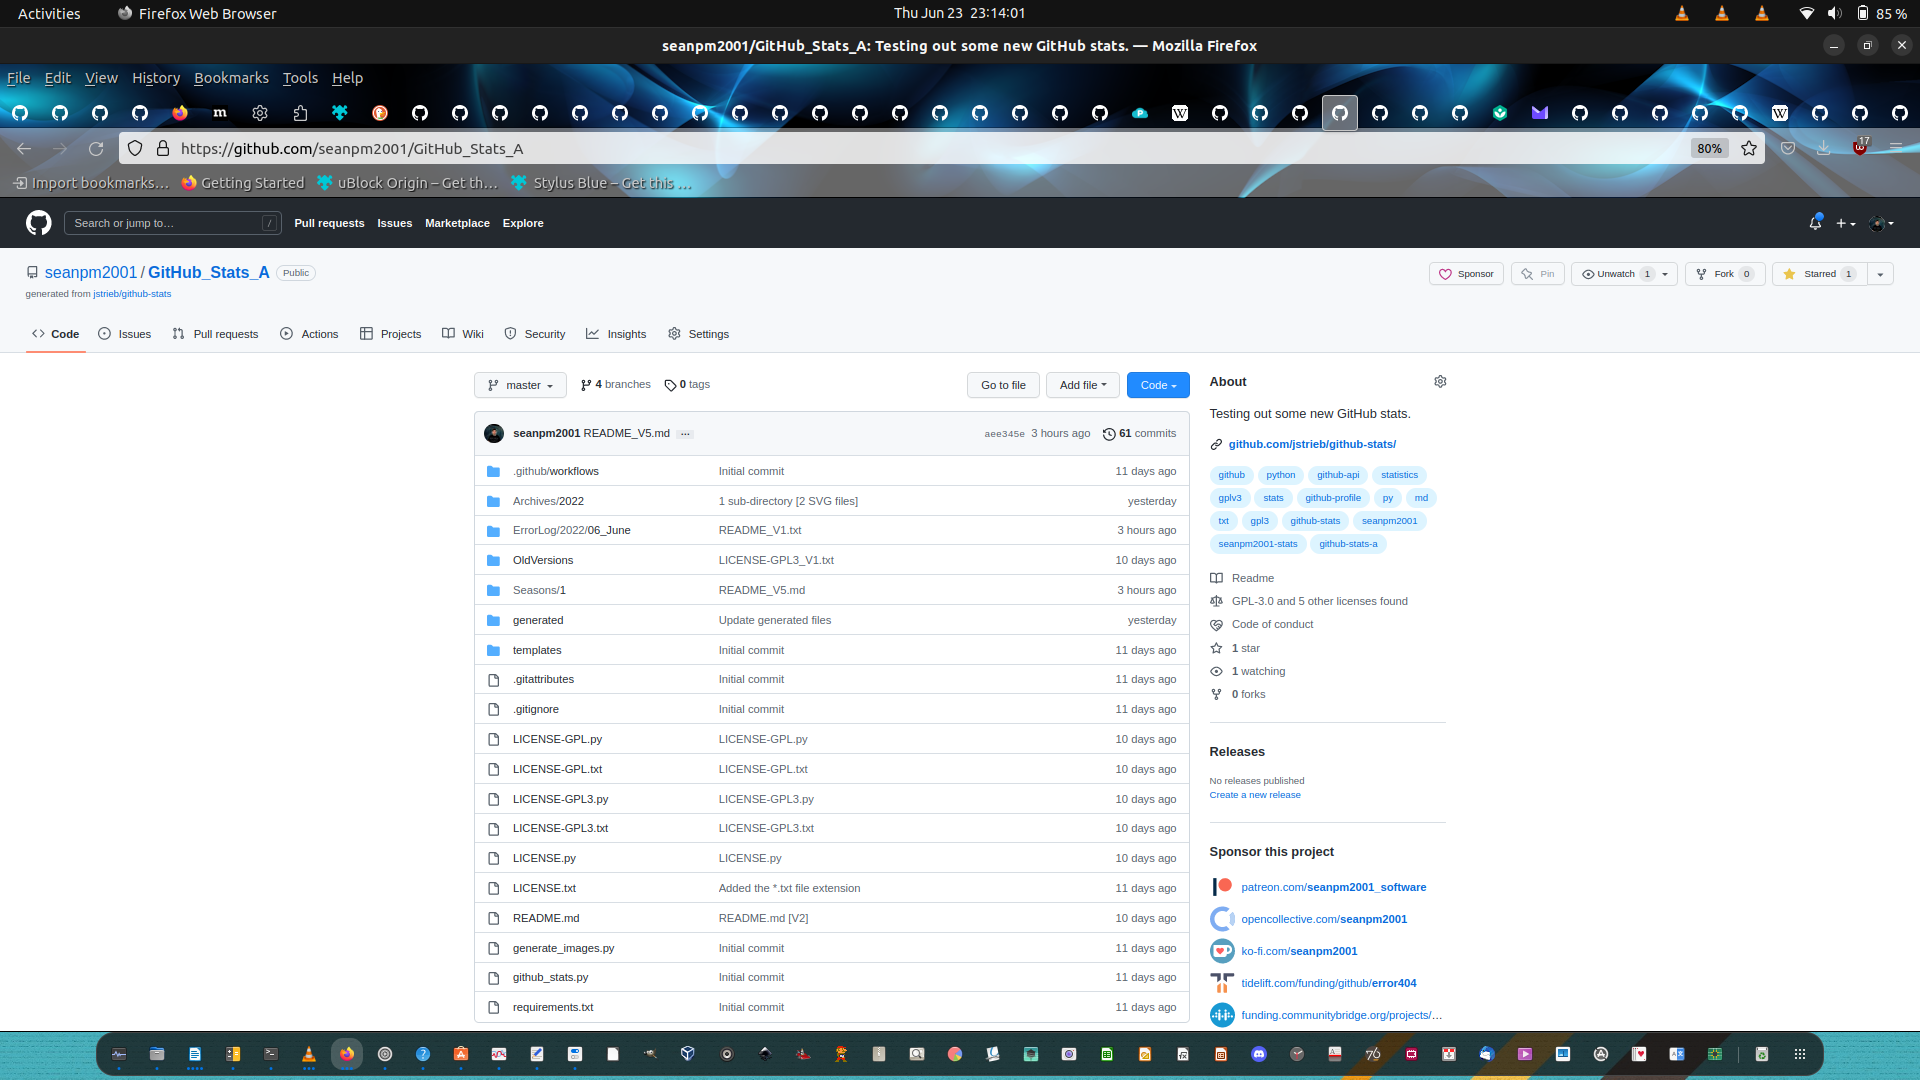 Activities Firefox Web Browser Thu Jun 23 23:14:01 85 %
seanpm2001/GitHub_Stats_A: Testing out some new GitHub stats. — Mozilla Firefox
File Edit View History Bookmarks Tools Help
https://github.com/seanpm2001/GitHub_Stats_A 80% 17
Import bookmarks… Getting Started uBlock Origin – Get th… Stylus Blue – Get this …
Search or jump to… / Pull requests Issues Marketplace Explore
seanpm2001 / GitHub_Stats_A Public Sponsor Pin Unwatch 1 Fork 0 Starred 1
generated from jstrieb/github-stats
Code Issues Pull requests Actions Projects Wiki Security Insights Settings
master 4 branches 0 tags Go to file Add file Code
seanpm2001 README_V5.md ... aee345e 3 hours ago 61 commits
.github/workflows Initial commit 11 days ago
Archives/2022 1 sub-directory [2 SVG files] yesterday
ErrorLog/2022/06_June README_V1.txt 3 hours ago
OldVersions LICENSE-GPL3_V1.txt 10 days ago
Seasons/1 README_V5.md 3 hours ago
generated Update generated files yesterday
templates Initial commit 11 days ago
.gitattributes Initial commit 11 days ago
.gitignore Initial commit 11 days ago
LICENSE-GPL.py LICENSE-GPL.py 10 days ago
LICENSE-GPL.txt LICENSE-GPL.txt 10 days ago
LICENSE-GPL3.py LICENSE-GPL3.py 10 days ago
LICENSE-GPL3.txt LICENSE-GPL3.txt 10 days ago
LICENSE.py LICENSE.py 10 days ago
LICENSE.txt Added the *.txt file extension 11 days ago
README.md README.md [V2] 10 days ago
generate_images.py Initial commit 11 days ago
github_stats.py Initial commit 11 days ago
requirements.txt Initial commit 11 days ago
About
Testing out some new GitHub stats.
github.com/jstrieb/github-stats/
github python github-api statistics
gplv3 stats github-profile py md
txt gpl3 github-stats seanpm2001
seanpm2001-stats github-stats-a
Readme
GPL-3.0 and 5 other licenses found
Code of conduct
1 star
1 watching
0 forks
Releases
No releases published
Create a new release
Sponsor this project
patreon.com/seanpm2001_software
opencollective.com/seanpm2001
ko-fi.com/seanpm2001
tidelift.com/funding/github/error404
funding.communitybridge.org/projects/…